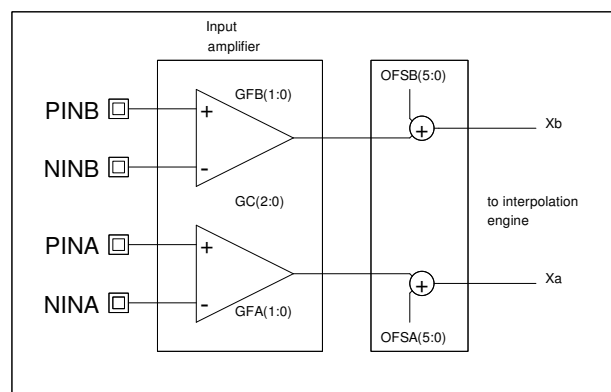 Input
amplifier
GFB(1:0)
OFSB(5:0)
PINB
+
+
Xb
NINB
-
GC(2:0)
to interpolation
engine
PINA
+
+
Xa
NINA
-
GFA(1:0)
OFSA(5:0)